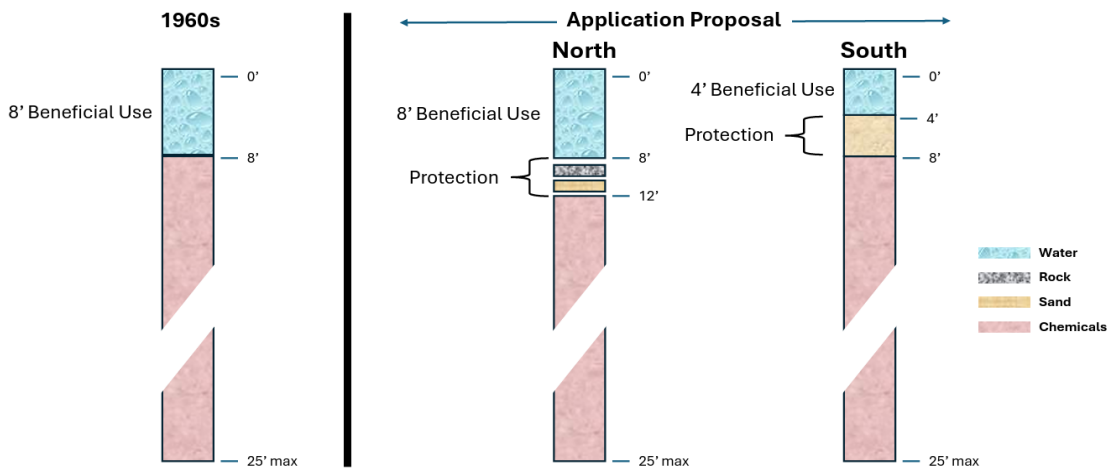 1960s
8’ Beneficial Use
0’
8’
25’ max
Application Proposal
North
8’ Beneficial Use
Protection
0’
8’
12’
25’ max
South
4’ Beneficial Use
Protection
0’
4’
8’
25’ max
Water
Rock
Sand
Chemicals